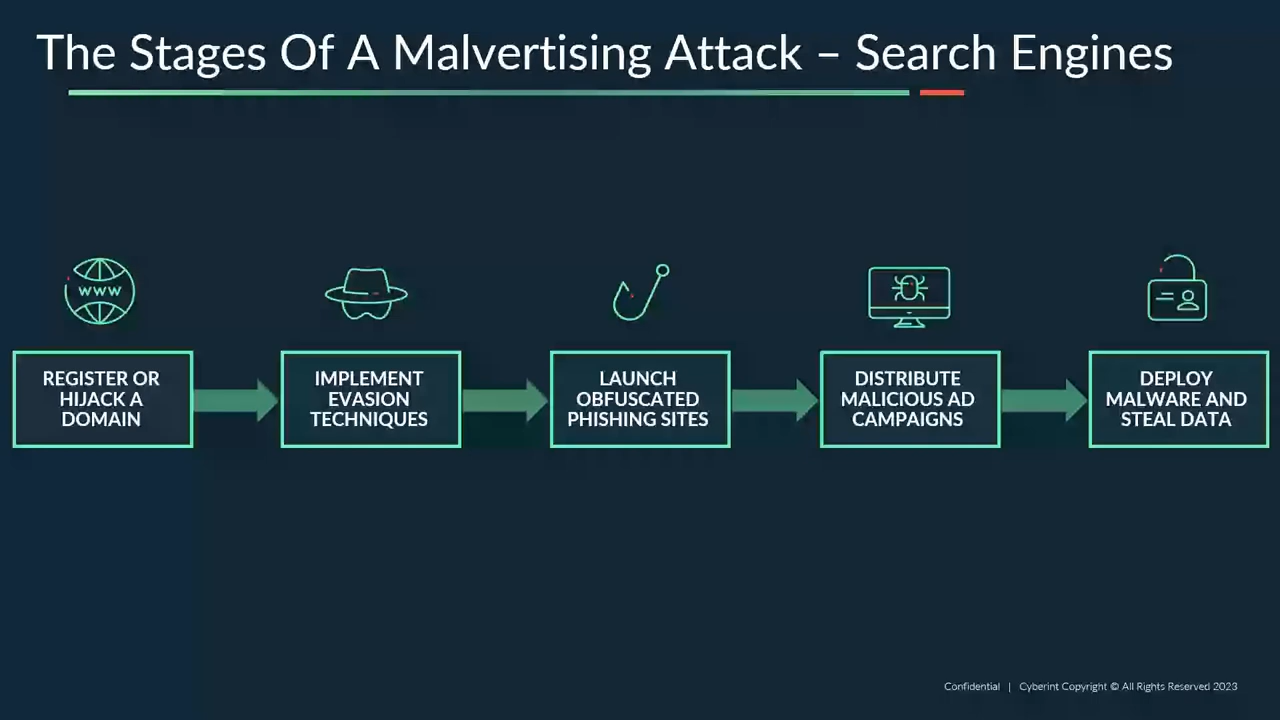 The Stages Of A Malvertising Attack – Search Engines
www
REGISTER OR
HIJACK A
DOMAIN
IMPLEMENT
EVASION
TECHNIQUES
LAUNCH
OBFUSCATED
PHISHING SITES
DISTRIBUTE
MALICIOUS AD
CAMPAIGNS
DEPLOY
MALWARE AND
STEAL DATA
Confidential | Cyberint Copyright © All Rights Reserved 2023